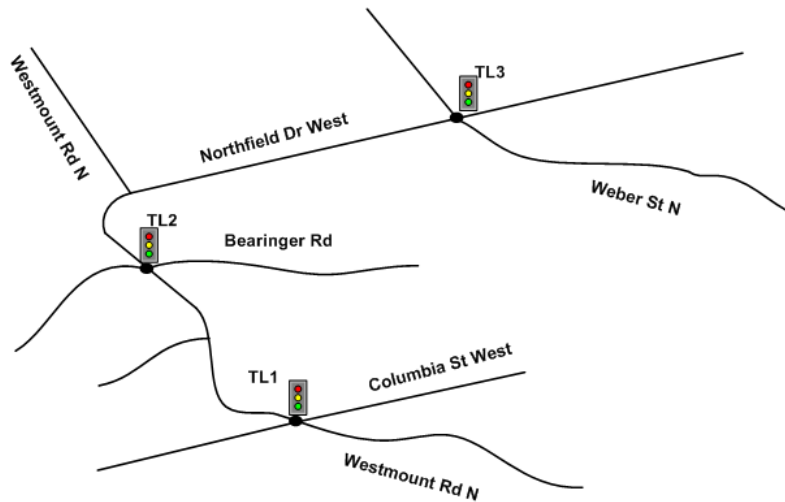 TL3
Westmount Rd N
Northfield Dr West
Weber St N
TL2
Bearinger Rd
Columbia St West
TL1
Westmount Rd N